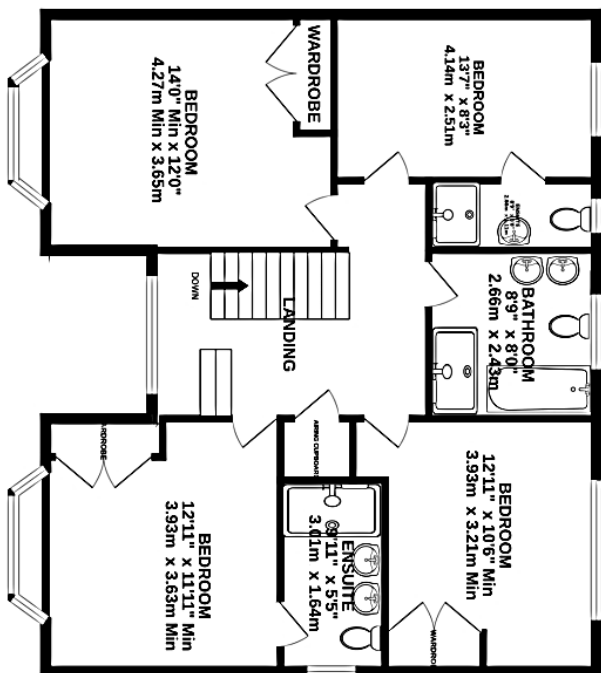 WARDROBE
BEDROOM
14'0" Min x 12'0"
4.27m Min x 3.65m
BEDROOM
13'7" x 8'3"
4.14m x 2.51m
ENSUITE
BATHROOM
8'9" x 8'0"
2.66m x 2.43m
DOWN
LANDING
AIRING CUPBOARD
WARDROBE
BEDROOM
12'11" x 11'11" Min
3.93m x 3.63m Min
ENSUITE
9'11" x 5'5"
3.01m x 1.64m
BEDROOM
12'11" x 10'6" Min
3.93m x 3.21m Min
WARDROBE